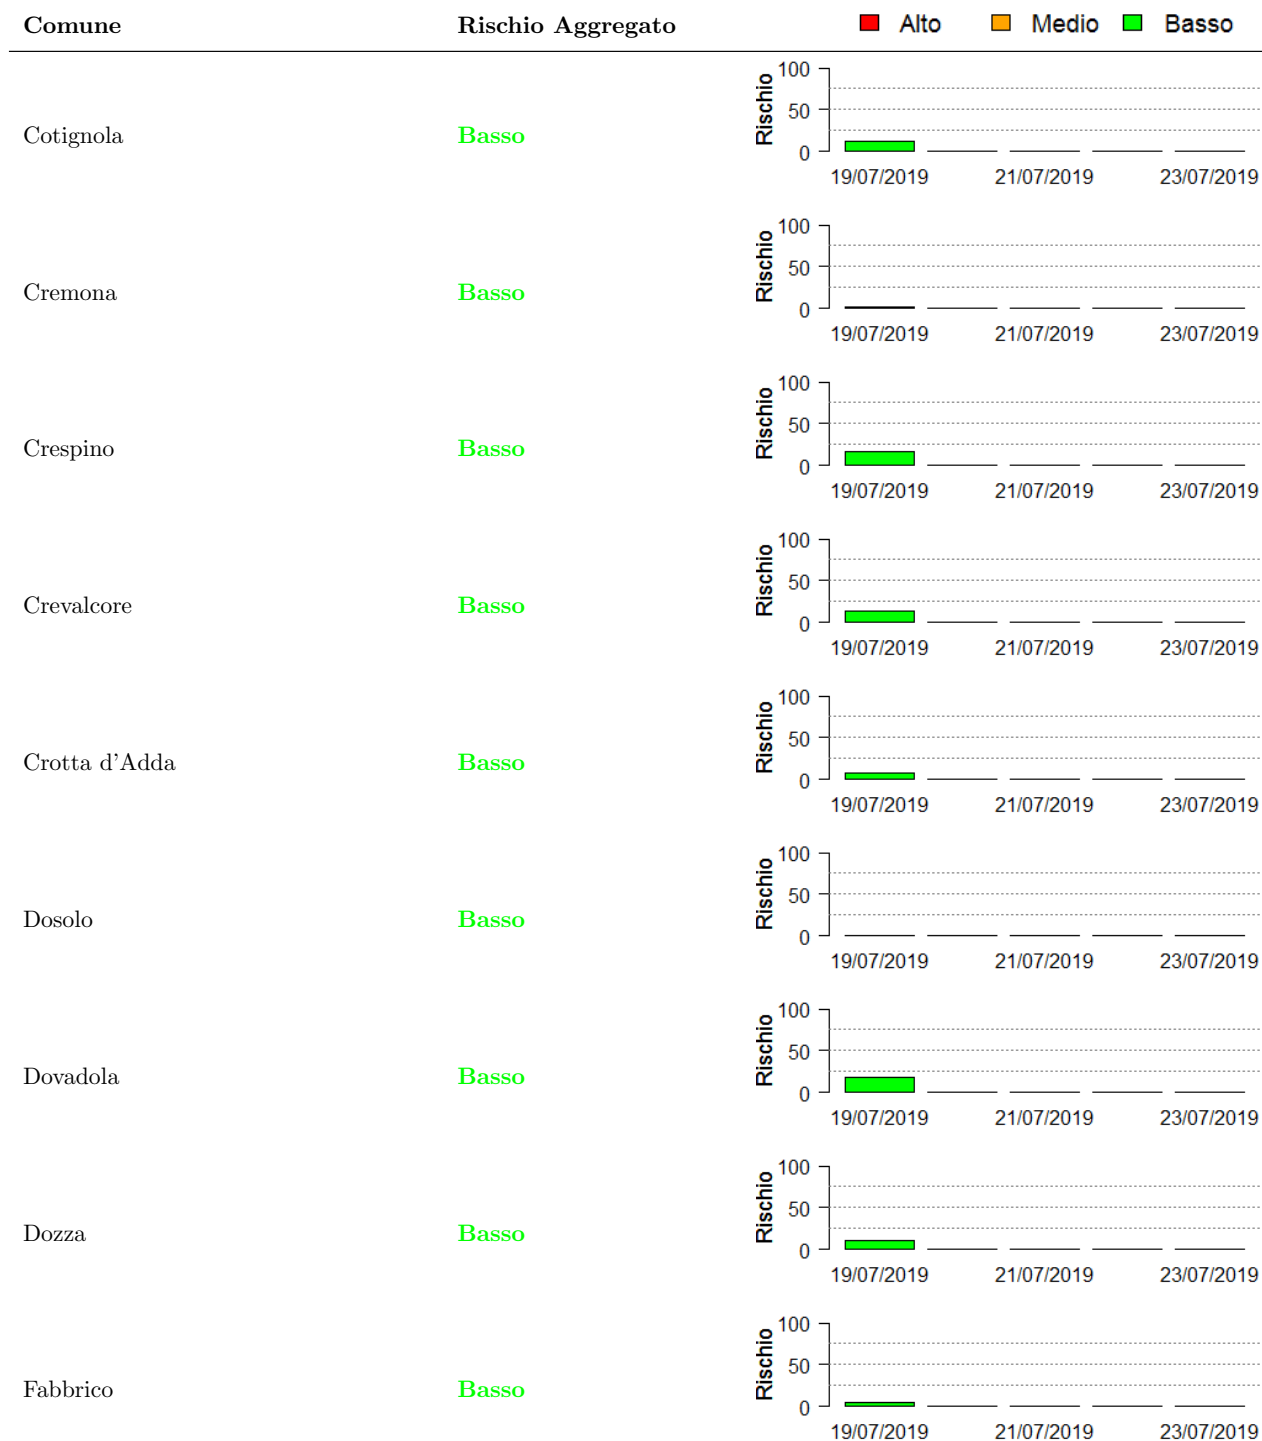 Comune Rischio Aggregato Alto Medio Basso
100
50
0
Rischio
Cotignola Basso
19/07/2019 21/07/2019 23/07/2019
100
50
0
Rischio
Cremona Basso
19/07/2019 21/07/2019 23/07/2019
100
50
0
Rischio
Crespino Basso
19/07/2019 21/07/2019 23/07/2019
100
50
0
Rischio
Crevalcore Basso
19/07/2019 21/07/2019 23/07/2019
100
50
0
Rischio
Crotta d'Adda Basso
19/07/2019 21/07/2019 23/07/2019
100
50
0
Rischio
Dosolo Basso
19/07/2019 21/07/2019 23/07/2019
100
50
0
Rischio
Dovadola Basso
19/07/2019 21/07/2019 23/07/2019
100
50
0
Rischio
Dozza Basso
19/07/2019 21/07/2019 23/07/2019
100
50
0
Rischio
Fabbrico Basso
19/07/2019 21/07/2019 23/07/2019